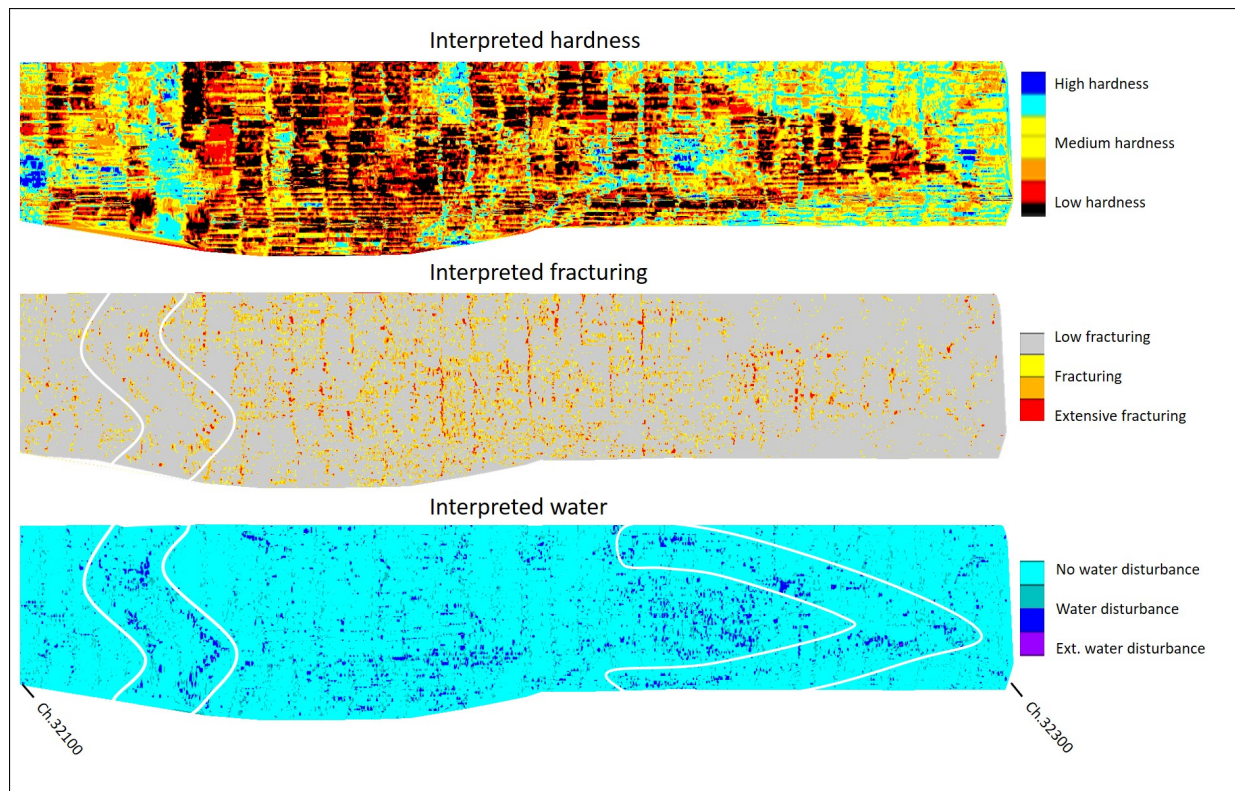 Interpreted hardness
High hardness
Medium hardness
Low hardness
Interpreted fracturing
Low fracturing
Fracturing
Extensive fracturing
Interpreted water
No water disturbance
Water disturbance
Ext. water disturbance
Ch.32100
Ch.32300